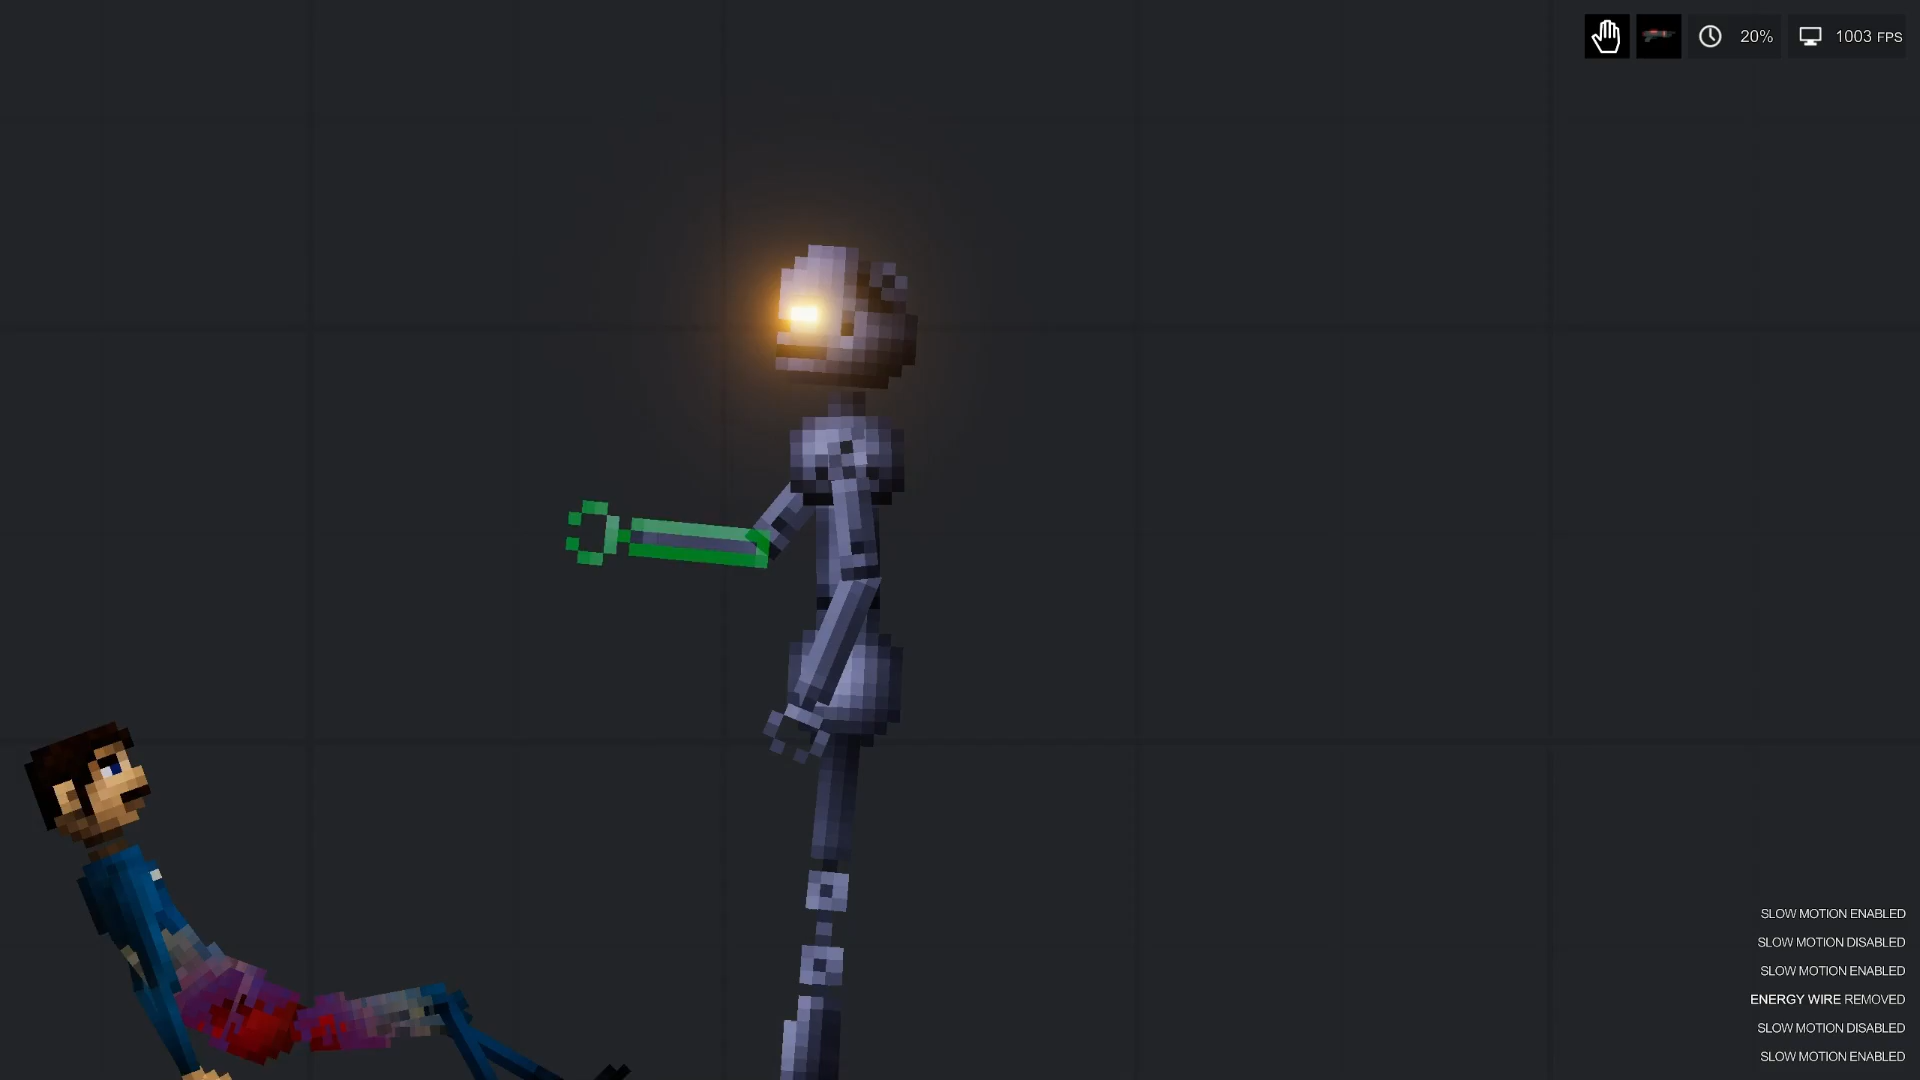 20%
1003 FPS
SLOW MOTION ENABLED
SLOW MOTION DISABLED
SLOW MOTION ENABLED
ENERGY WIRE REMOVED
SLOW MOTION DISABLED
SLOW MOTION ENABLED